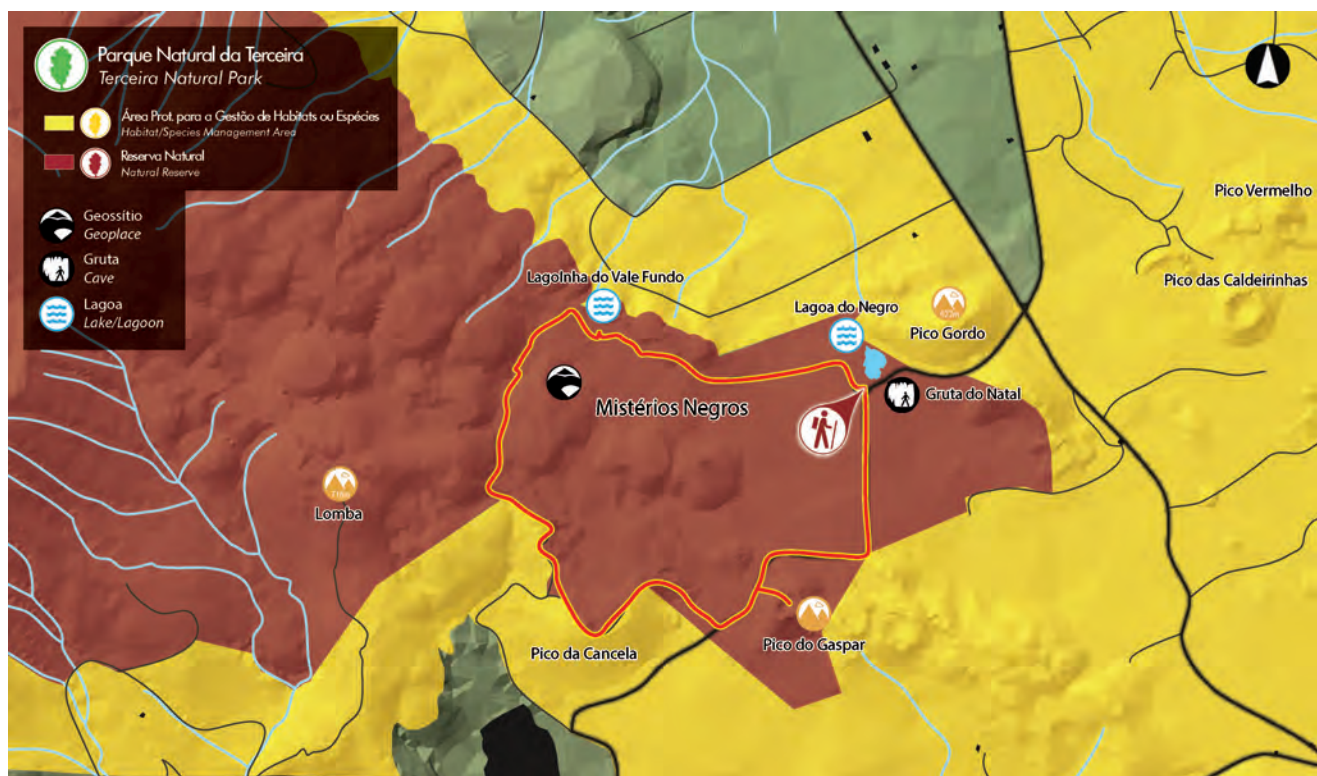 Parque Natural da Terceira
Terceira Natural Park
Área Prot. para a Gestão de Habitats ou Espécies
Habitat/Species Management Area
Reserva Natural
Natural Reserve
Geossítio
Geoplace
Gruta
Cave
Lagoa
Lake/Lagoon
Pico Vermelho
Lagoínha do Vale Fundo
Pico das Caldeirinhas
Lagoa do Negro
Pico Gordo
Gruta do Natal
Mistérios Negros
Lomba
Pico do Gaspar
Pico da Cancela